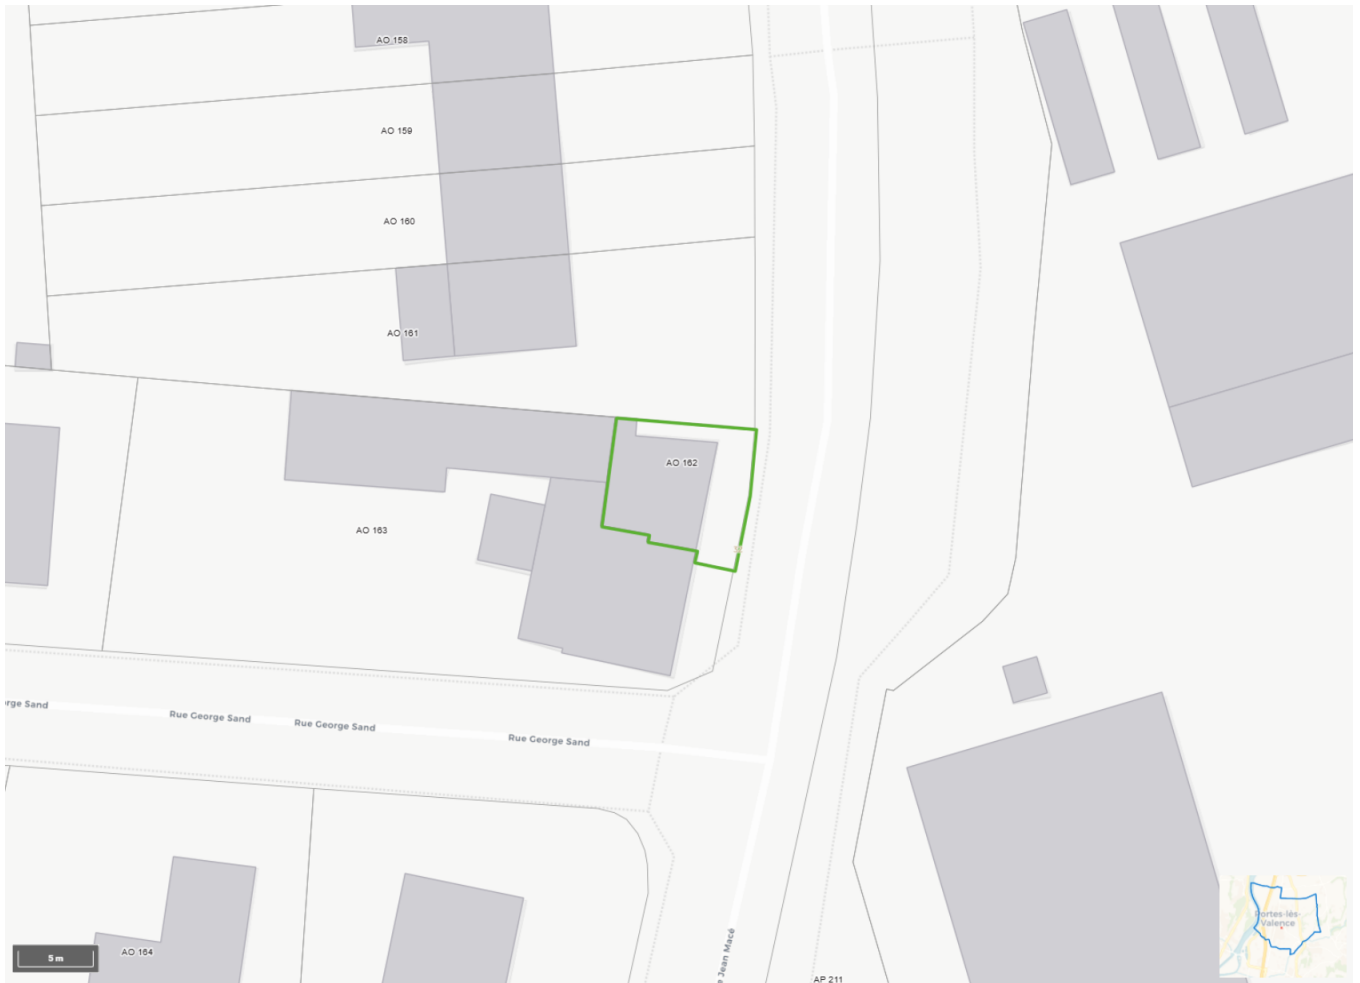 AO 158
AO 159
AO 160
AO 161
AO 162
AO 163
rge Sand
Rue George Sand
Rue George Sand
Rue George Sand
Jean Macé
AO 164
AP 211
5 m
Portes-lès-
Valence